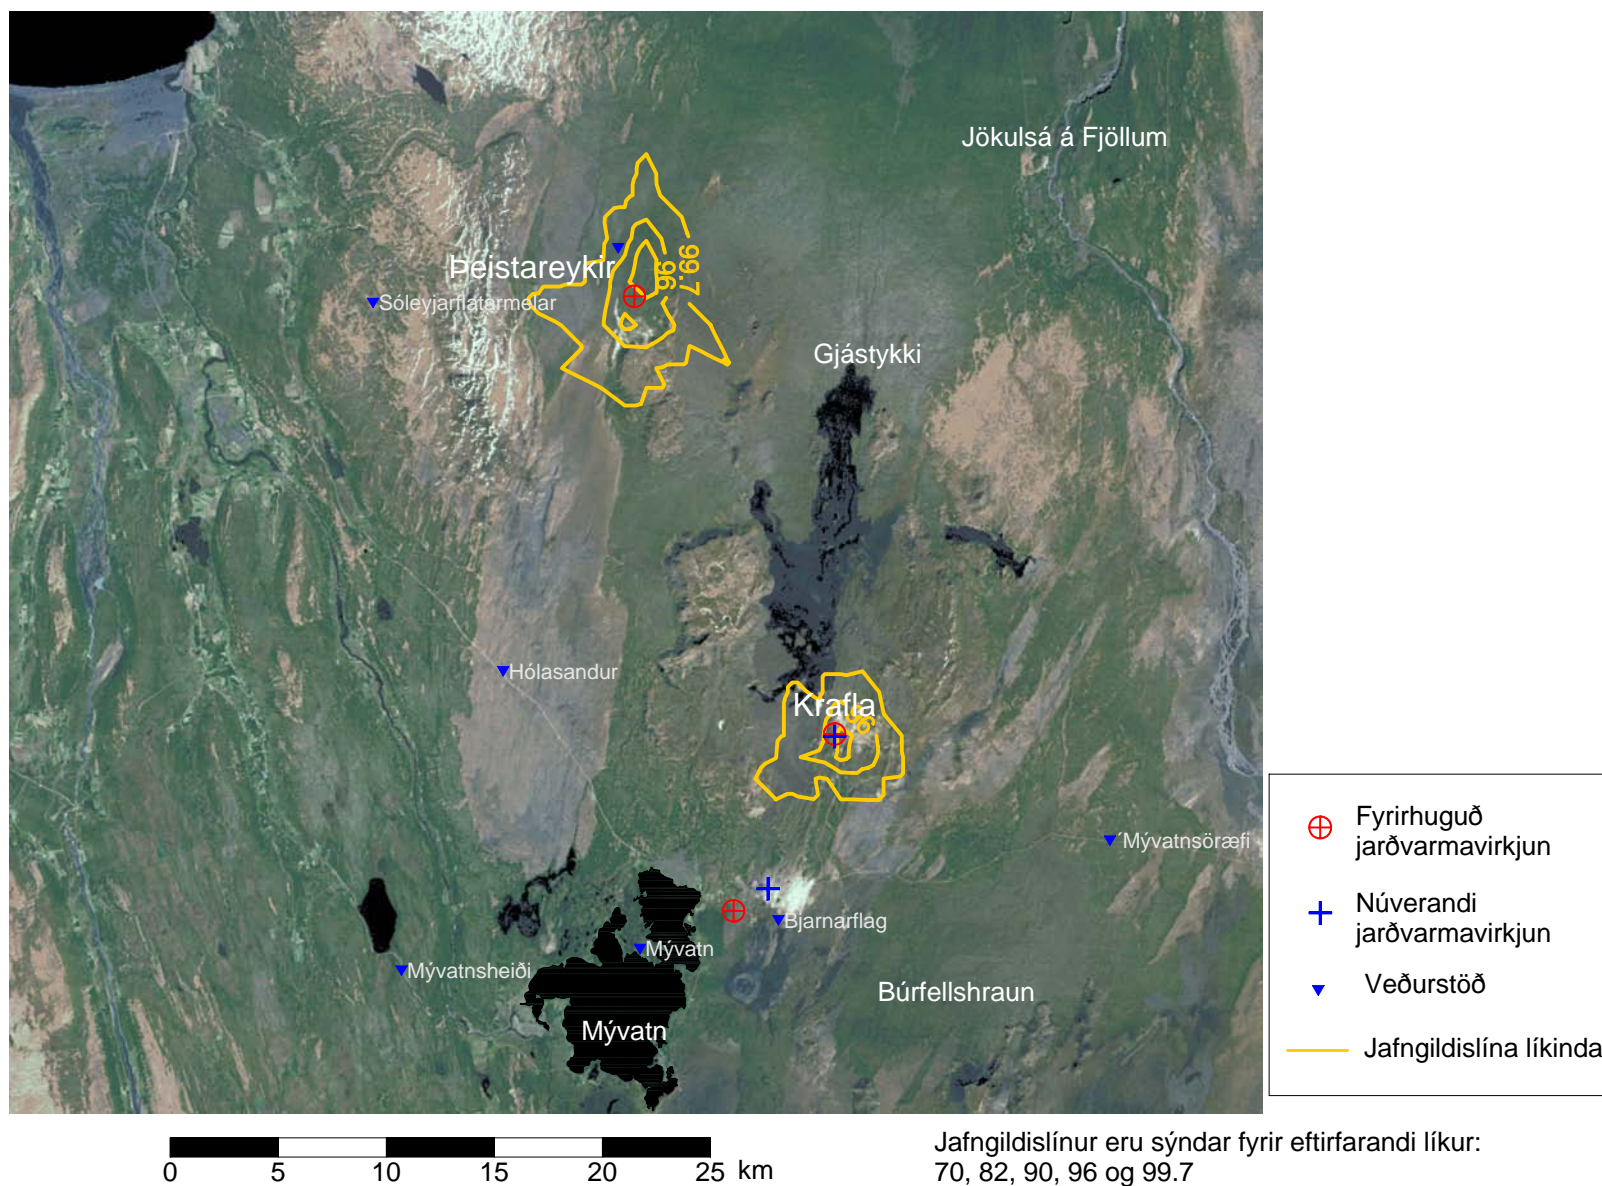 Jökulsá á Fjöllum
Þeistareykir
99.7
96
Sóleyjarflatarmelar
Gjástykki
Hólasandur
Krafla
96
Mývatnsöræfi
Bjarnarflag
Mývatn
Mývatnsheiði
Búrfellshraun
Mývatn
Fyrirhuguð
jarðvarmavirkjun
Núverandi
jarðvarmavirkjun
Veðurstöð
Jafngildislína líkinda
0 5 10 15 20 25 km
Jafngildislínur eru sýndar fyrir eftirfarandi líkur:
70, 82, 90, 96 og 99.7